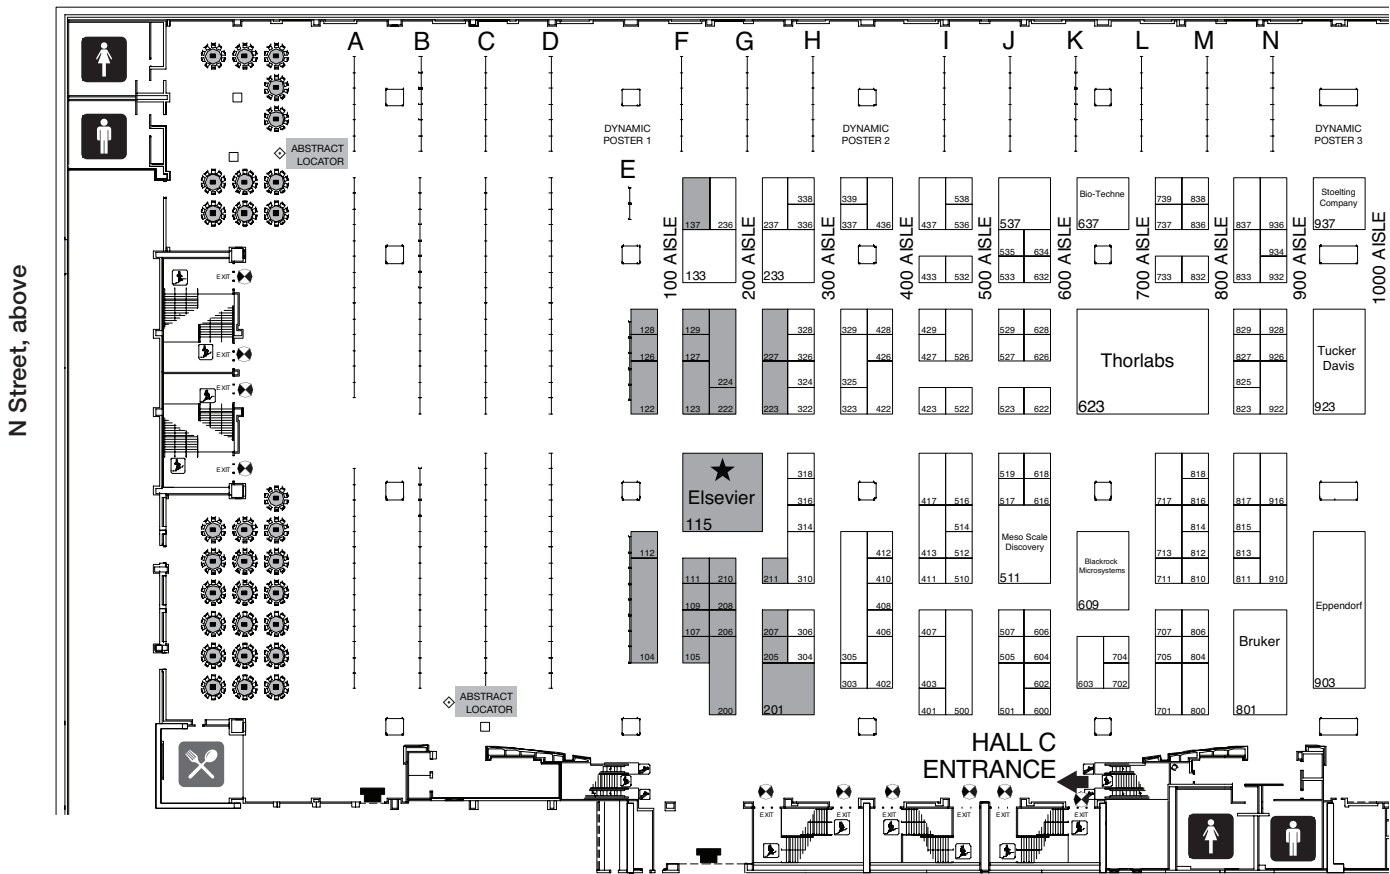 A B C D F G H I J K L M N
DYNAMIC
POSTER 1
DYNAMIC
POSTER 2
DYNAMIC
POSTER 3
ABSTRACT
LOCATOR
E
N Street, above
137 236 237 338 336 339 337 436 437 538 536 537
Bio-Techne
637
739 838 737 836 837 936
Stoelting
Company
937
133 233 433 532 535 634 533 632 733 832 833 934 932
1000 AISLE
200 AISLE
300 AISLE
400 AISLE
500 AISLE
600 AISLE
700 AISLE
800 AISLE
900 AISLE
1000 AISLE
EXIT
EXIT
EXIT
EXIT
128 129 328 329 428 429 529 628 829 928
126 127 227 326 426 427 526 527 626 827 926
224 324 325 825
122 123 222 223 322 323 422 423 522 523 622 823 922
Thorlabs
623
Tucker
Davis
923
Elsevier
115
318 519 618 818
316 417 516 517 616 717 816 817 916
314 514 814 815
Meso Scale
Discovery
511
Blackrock
Microsystems
609
Eppendorf
903
112 412 413 512 713 812 813
111 210 211 310 410 411 510 711 810 811 910
109 208 408
107 206 207 306 406 407 507 606 707 806
105 104 205 304 305 505 604 704 705 804
303 402 403 602 603 702
200 201 401 500 501 600 701 800
Bruker
801
ABSTRACT
LOCATOR
HALL C
ENTRANCE
EXIT EXIT EXIT EXIT EXIT EXIT